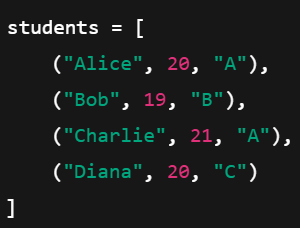 students = [
    ("Alice", 20, "A"),
    ("Bob", 19, "B"),
    ("Charlie", 21, "A"),
    ("Diana", 20, "C")
]